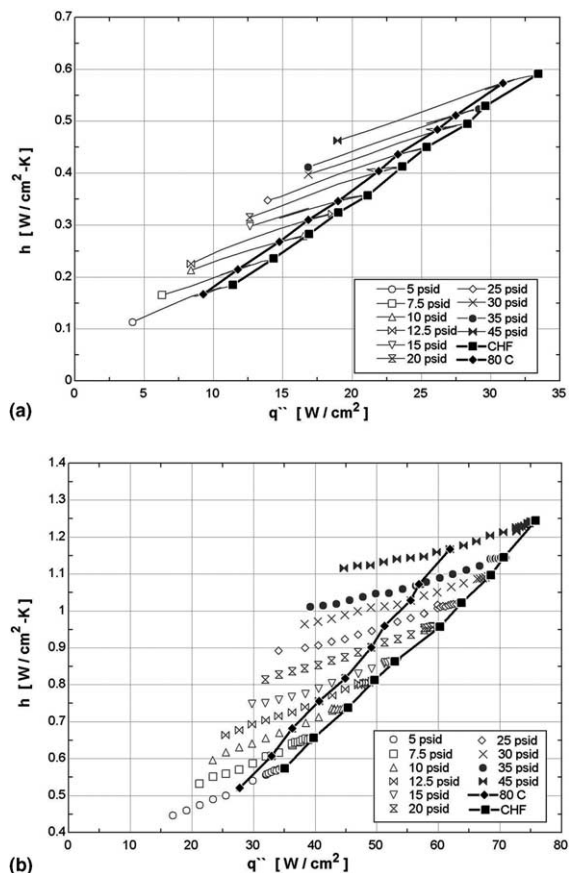 0.7
0.6
0.5
0.4
0.3
0.2
0.1
0
h [ W / cm²-K ]
5 psid
7.5 psid
10 psid
12.5 psid
15 psid
20 psid
25 psid
30 psid
35 psid
45 psid
CHF
80 C
0 5 10 15 20 25 30 35
(a)
q`` [ W / cm² ]
1.4
1.3
1.2
1.1
1
0.9
0.8
0.7
0.6
0.5
0.4
h [ W / cm²-K ]
5 psid
7.5 psid
10 psid
12.5 psid
15 psid
20 psid
25 psid
30 psid
35 psid
45 psid
80 C
CHF
0 10 20 30 40 50 60 70 80
(b)
q`` [ W / cm² ]